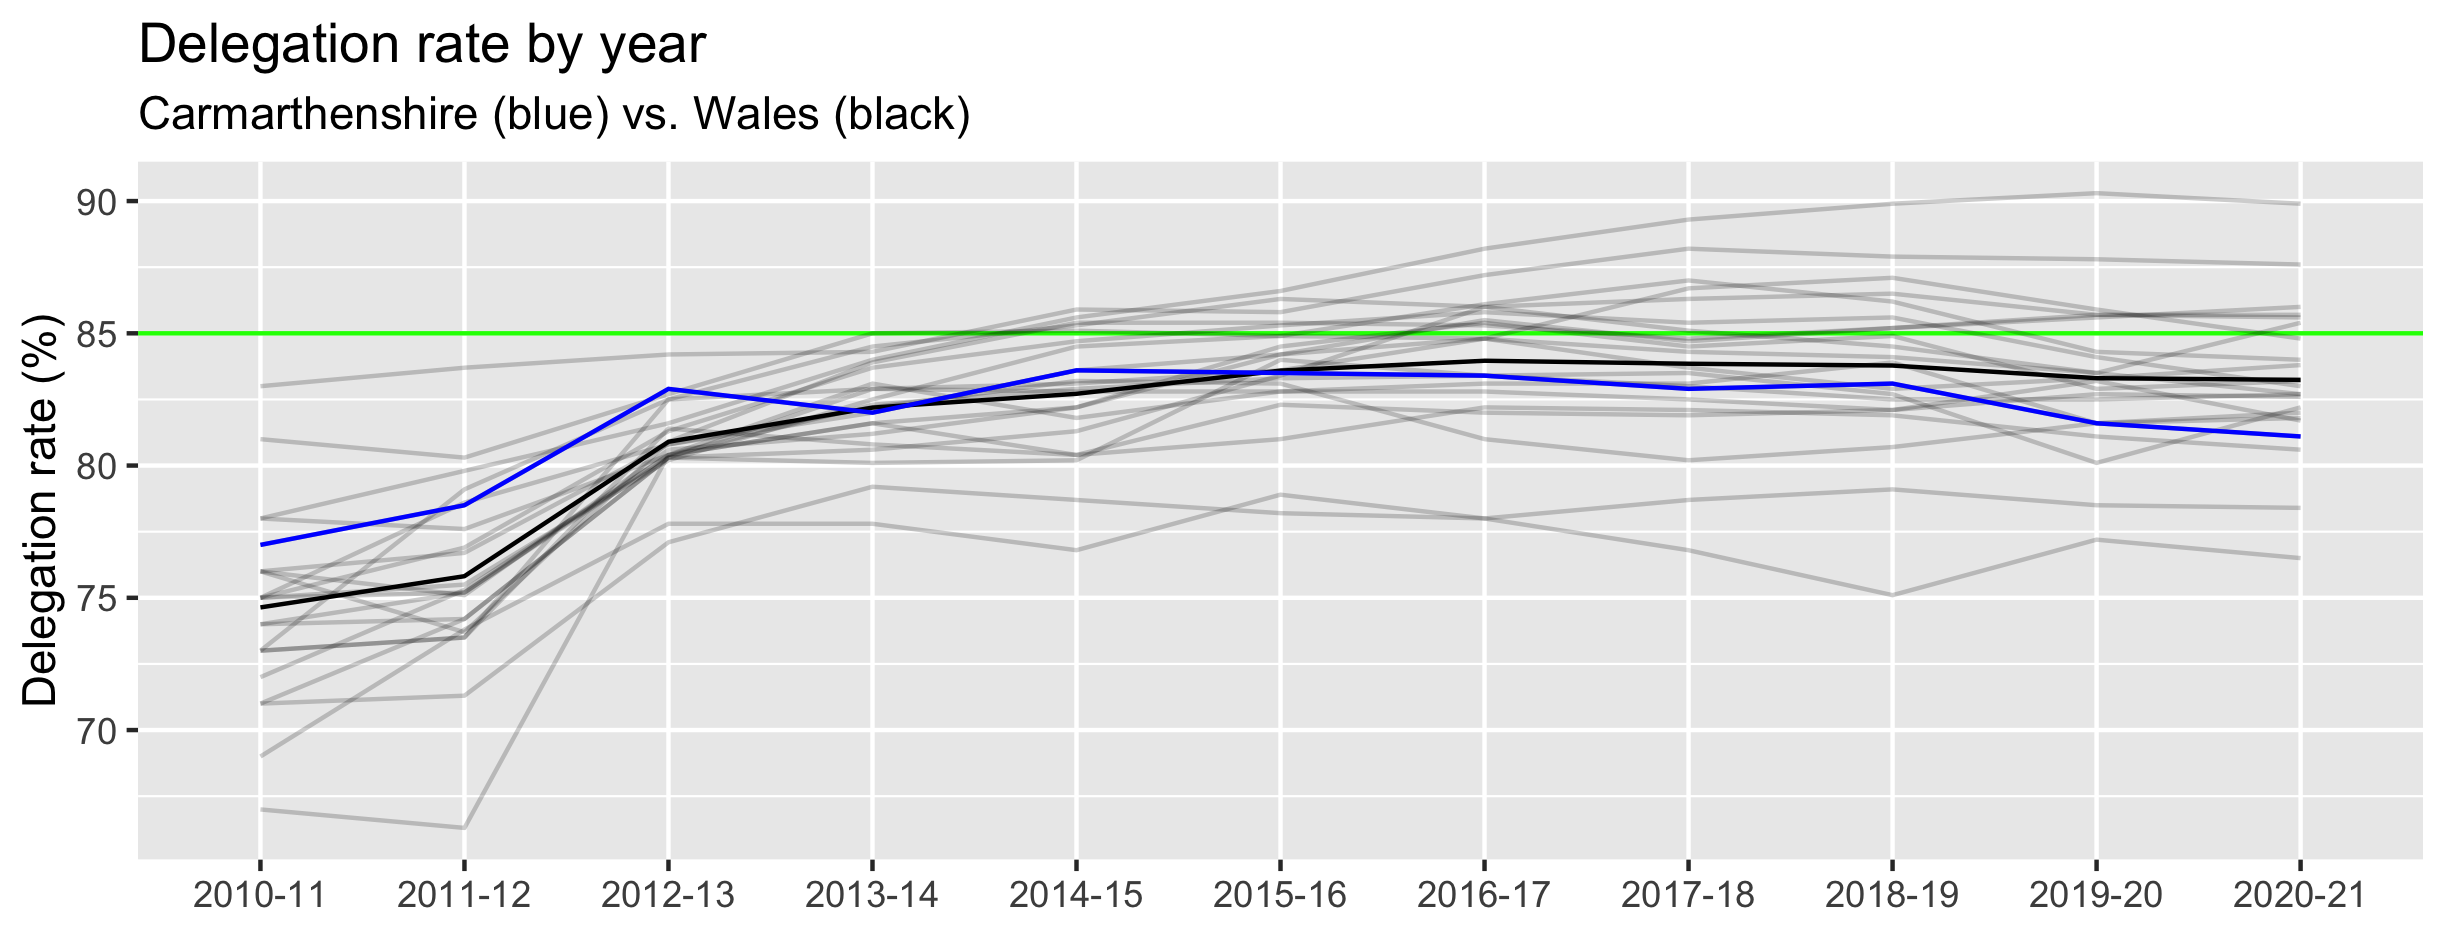 Delegation rate by year
Carmarthenshire (blue) vs. Wales (black)
Delegation rate (%)
90
85
80
75
70
2010-11 2011-12 2012-13 2013-14 2014-15 2015-16 2016-17 2017-18 2018-19 2019-20 2020-21